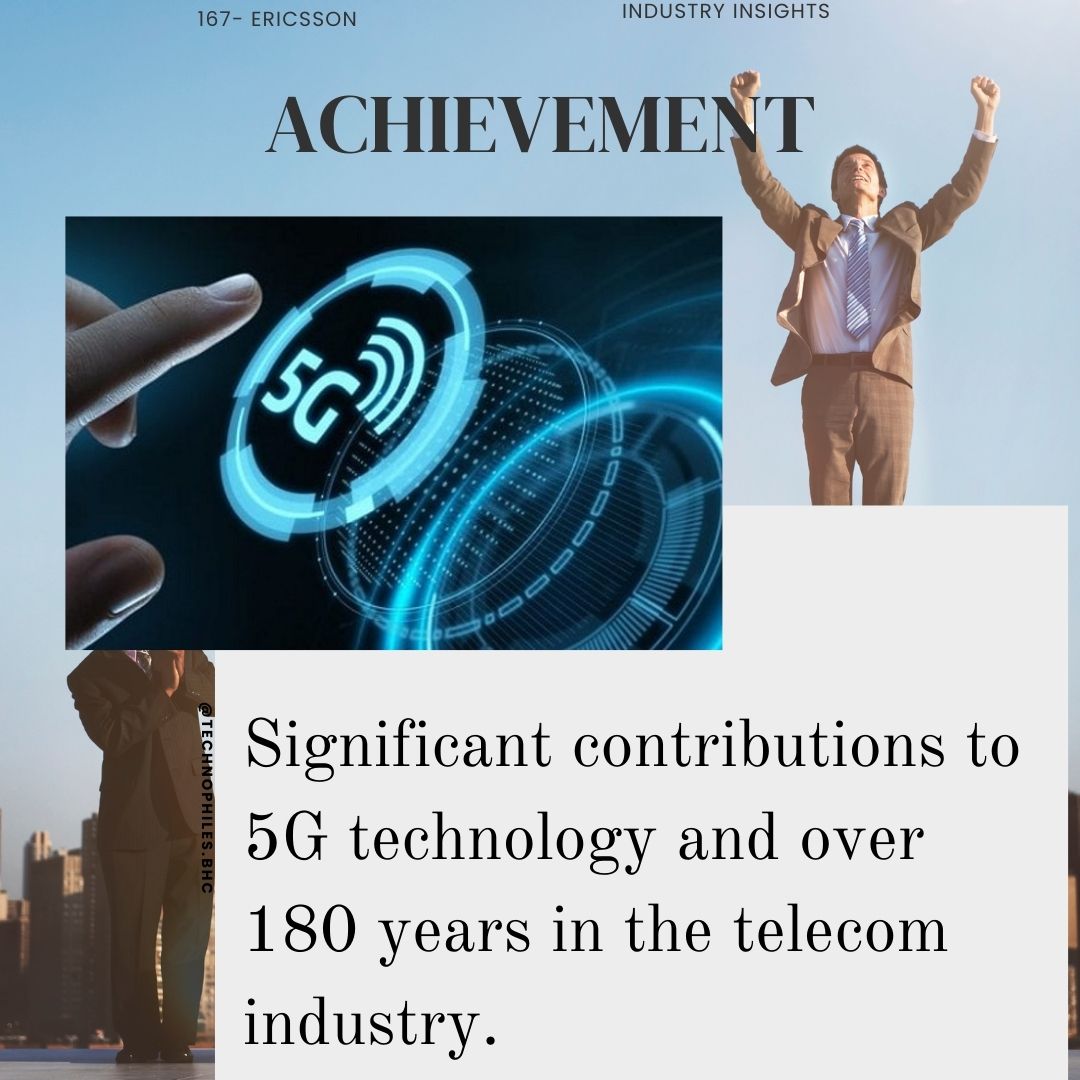 167- ERICSSON
INDUSTRY INSIGHTS
ACHIEVEMENT
5G
@TECHNOPHILES.BHC
Significant contributions to
5G technology and over
180 years in the telecom
industry.